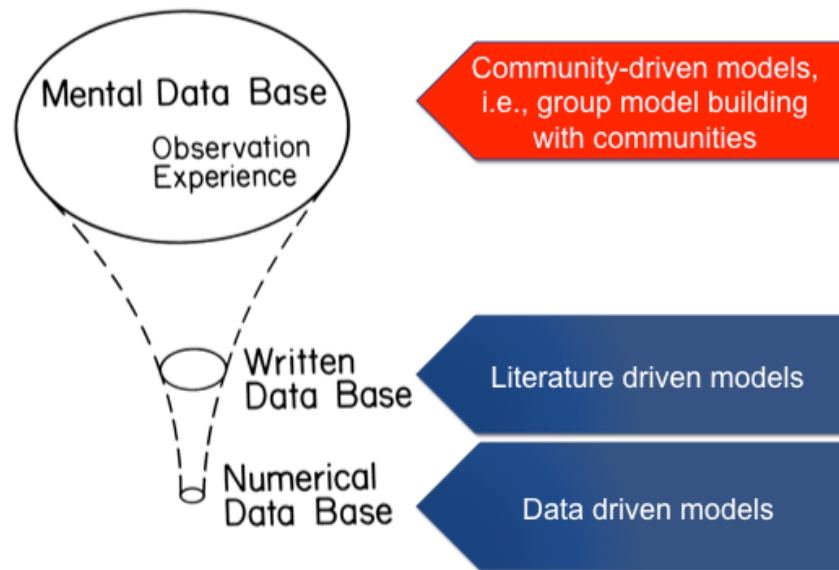 Mental Data Base
Observation
Experience
Community-driven models,
i.e., group model building
with communities
Written
Data Base
Literature driven models
Numerical
Data Base
Data driven models